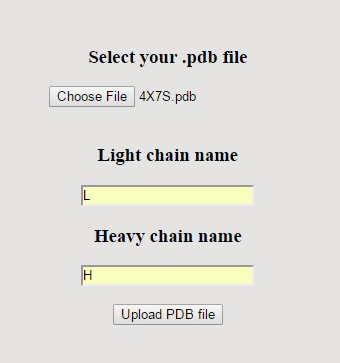 Select your .pdb file
Choose File 4X7S.pdb
Light chain name
L
Heavy chain name
H
Upload PDB file